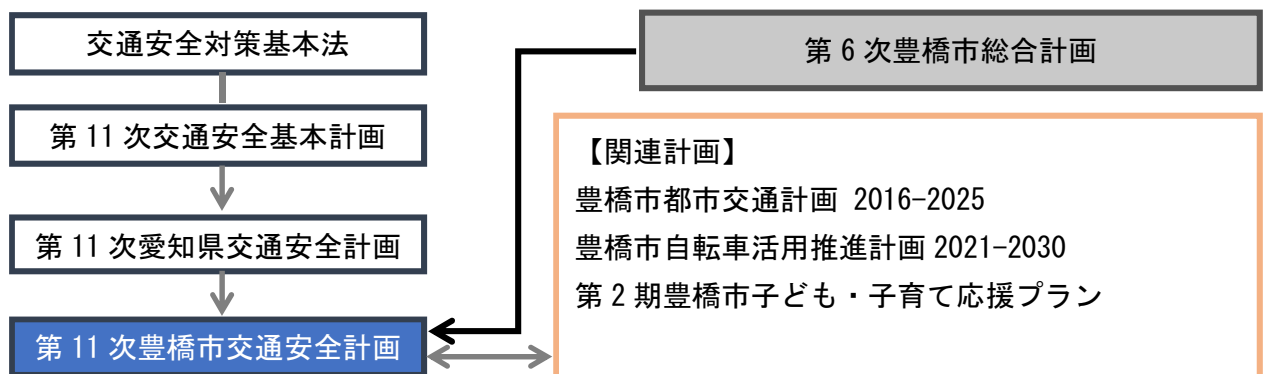 交通安全対策基本法
第 11 次交通安全基本計画
第 11 次愛知県交通安全計画
第 11 次豊橋市交通安全計画
第 6 次豊橋市総合計画
【関連計画】
豊橋市都市交通計画 2016-2025
豊橋市自転車活用推進計画 2021-2030
第 2 期豊橋市子ども・子育て応援プラン